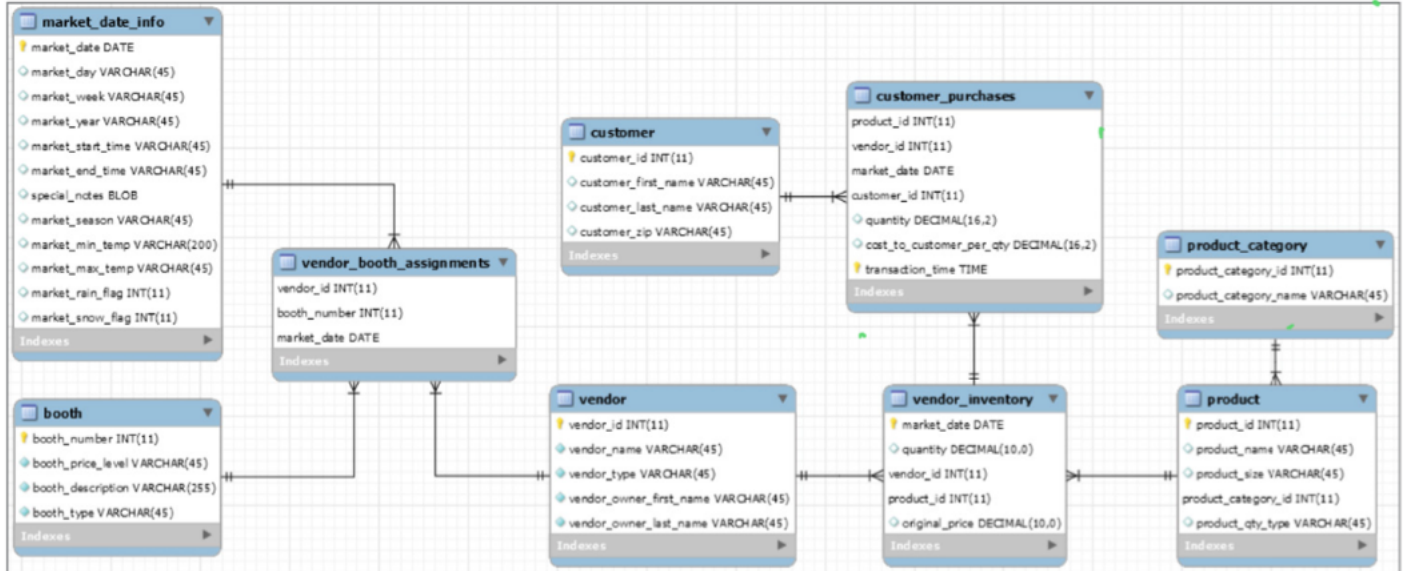 market_date_info
market_date DATE
market_day VARCHAR(45)
market_week VARCHAR(45)
market_year VARCHAR(45)
market_start_time VARCHAR(45)
market_end_time VARCHAR(45)
special_notes BLOB
market_season VARCHAR(45)
market_min_temp VARCHAR(200)
market_max_temp VARCHAR(45)
market_rain_flag INT(11)
market_snow_flag INT(11)
Indexes
booth
booth_number INT(11)
booth_price_level VARCHAR(45)
booth_description VARCHAR(255)
booth_type VARCHAR(45)
Indexes
vendor_booth_assignments
vendor_id INT(11)
booth_number INT(11)
market_date DATE
Indexes
customer
customer_id INT(11)
customer_first_name VARCHAR(45)
customer_last_name VARCHAR(45)
customer_zip VARCHAR(45)
Indexes
vendor
vendor_id INT(11)
vendor_name VARCHAR(45)
vendor_type VARCHAR(45)
vendor_owner_first_name VARCHAR(45)
vendor_owner_last_name VARCHAR(45)
Indexes
customer_purchases
product_id INT(11)
vendor_id INT(11)
market_date DATE
customer_id INT(11)
quantity DECIMAL(16,2)
cost_to_customer_per_qty DECIMAL(16,2)
transaction_time TIME
Indexes
vendor_inventory
market_date DATE
quantity DECIMAL(10,0)
vendor_id INT(11)
product_id INT(11)
original_price DECIMAL(10,0)
Indexes
product_category
product_category_id INT(11)
product_category_name VARCHAR(45)
Indexes
product
product_id INT(11)
product_name VARCHAR(45)
product_size VARCHAR(45)
product_category_id INT(11)
product_qty_type VARCHAR(45)
Indexes